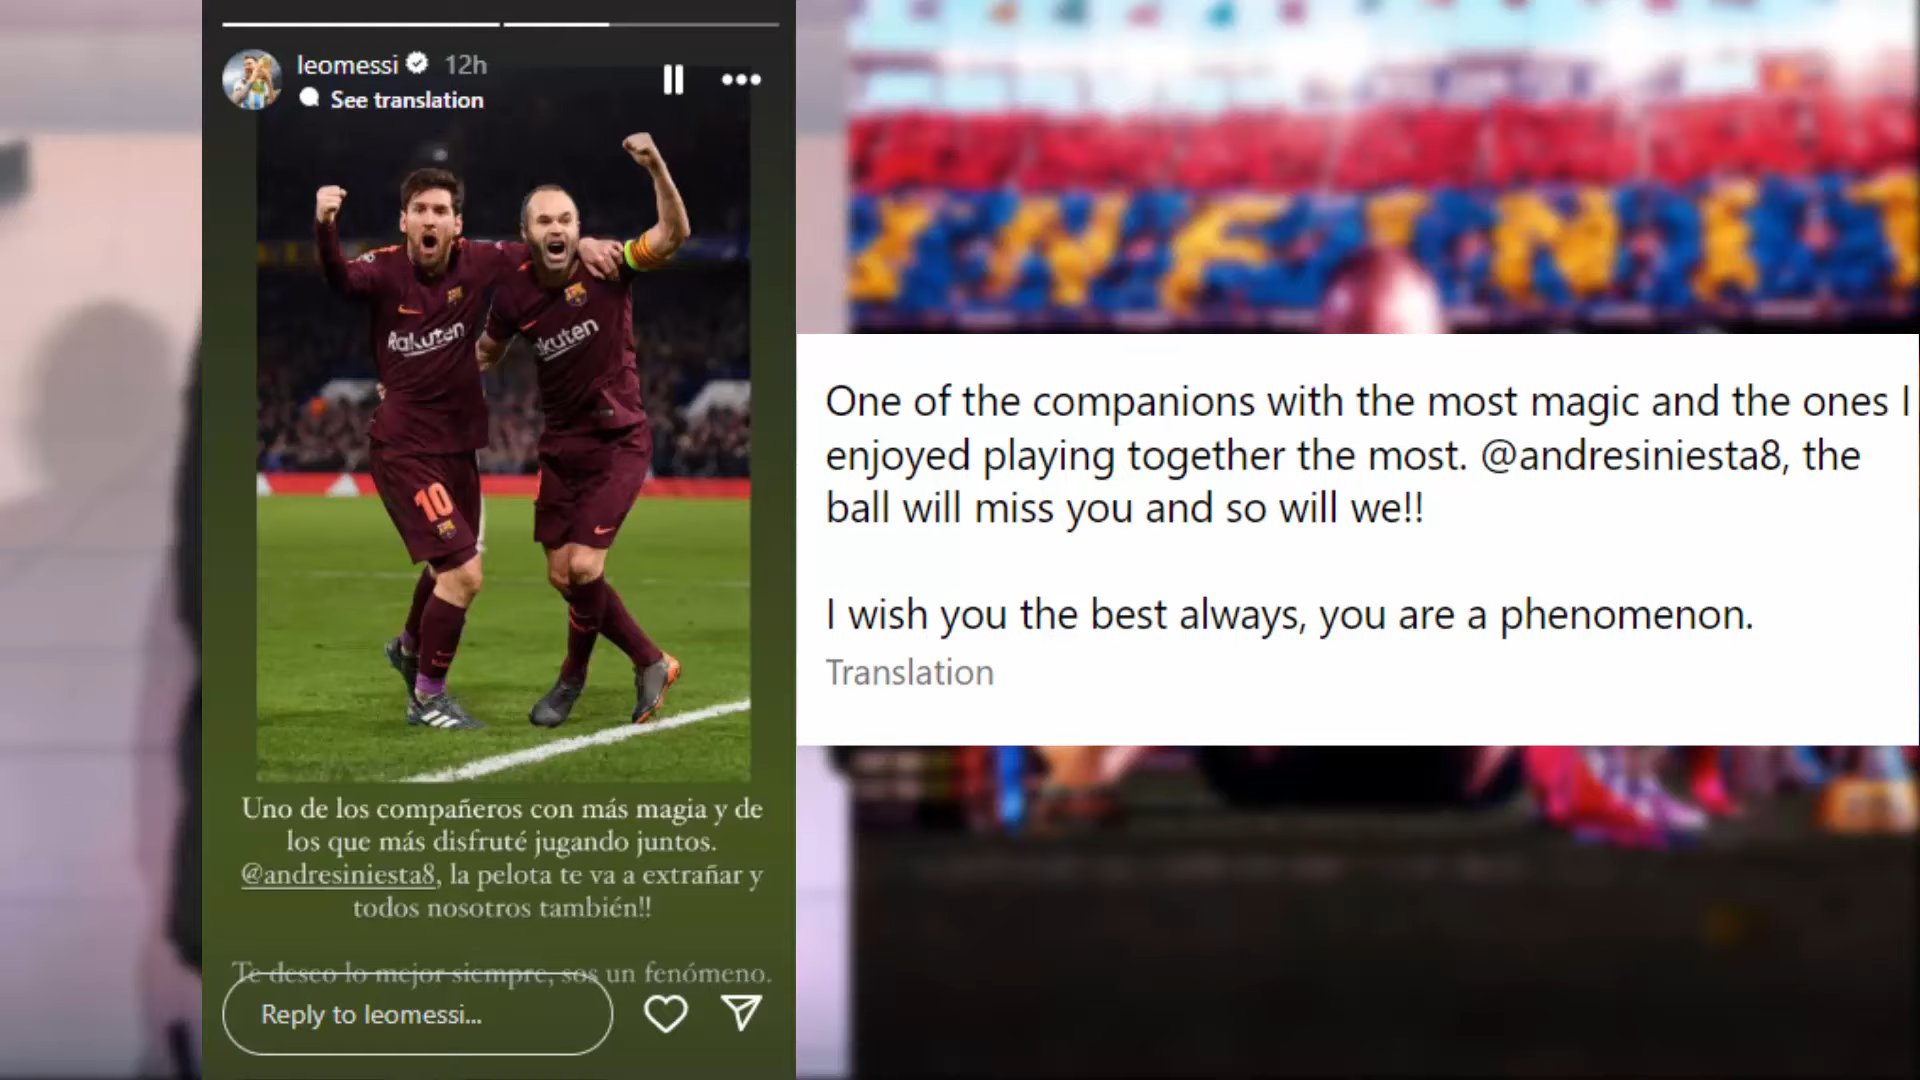 leomessi 12h
See translation
Rakuten
kuten
10
Uno de los compañeros con más magia y de
los que más disfruté jugando juntos.
@andresiniesta8, la pelota te va a extrañar y
todos nosotros también!!
Te deseo lo mejor siempre, sos un fenómeno.
Reply to leomessi...
INFINIT
One of the companions with the most magic and the ones I
enjoyed playing together the most. @andresiniesta8, the
ball will miss you and so will we!!
I wish you the best always, you are a phenomenon.
Translation